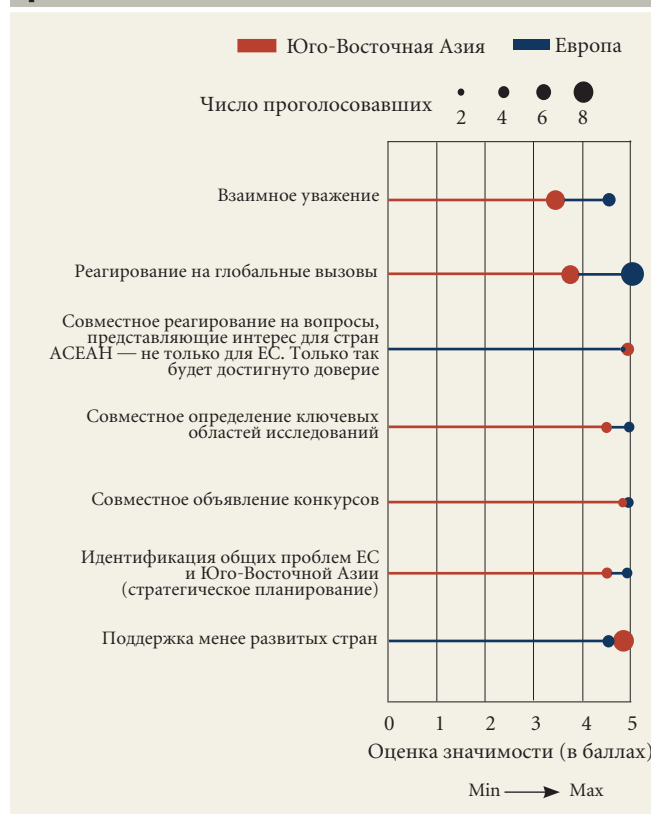 Юго-Восточная Азия
Европа
Число проголосовавших
2 4 6 8
Взаимное уважение
Реагирование на глобальные вызовы
Совместное реагирование на вопросы,
представляющие интерес для стран
АСЕАН — не только для ЕС. Только так
будет достигнуто доверие
Совместное определение ключевых
областей исследований
Совместное объявление конкурсов
Идентификация общих проблем ЕС
и Юго-Восточной Азии
(стратегическое планирование)
Поддержка менее развитых стран
0 1 2 3 4 5
Оценка значимости (в баллах)
Min Max